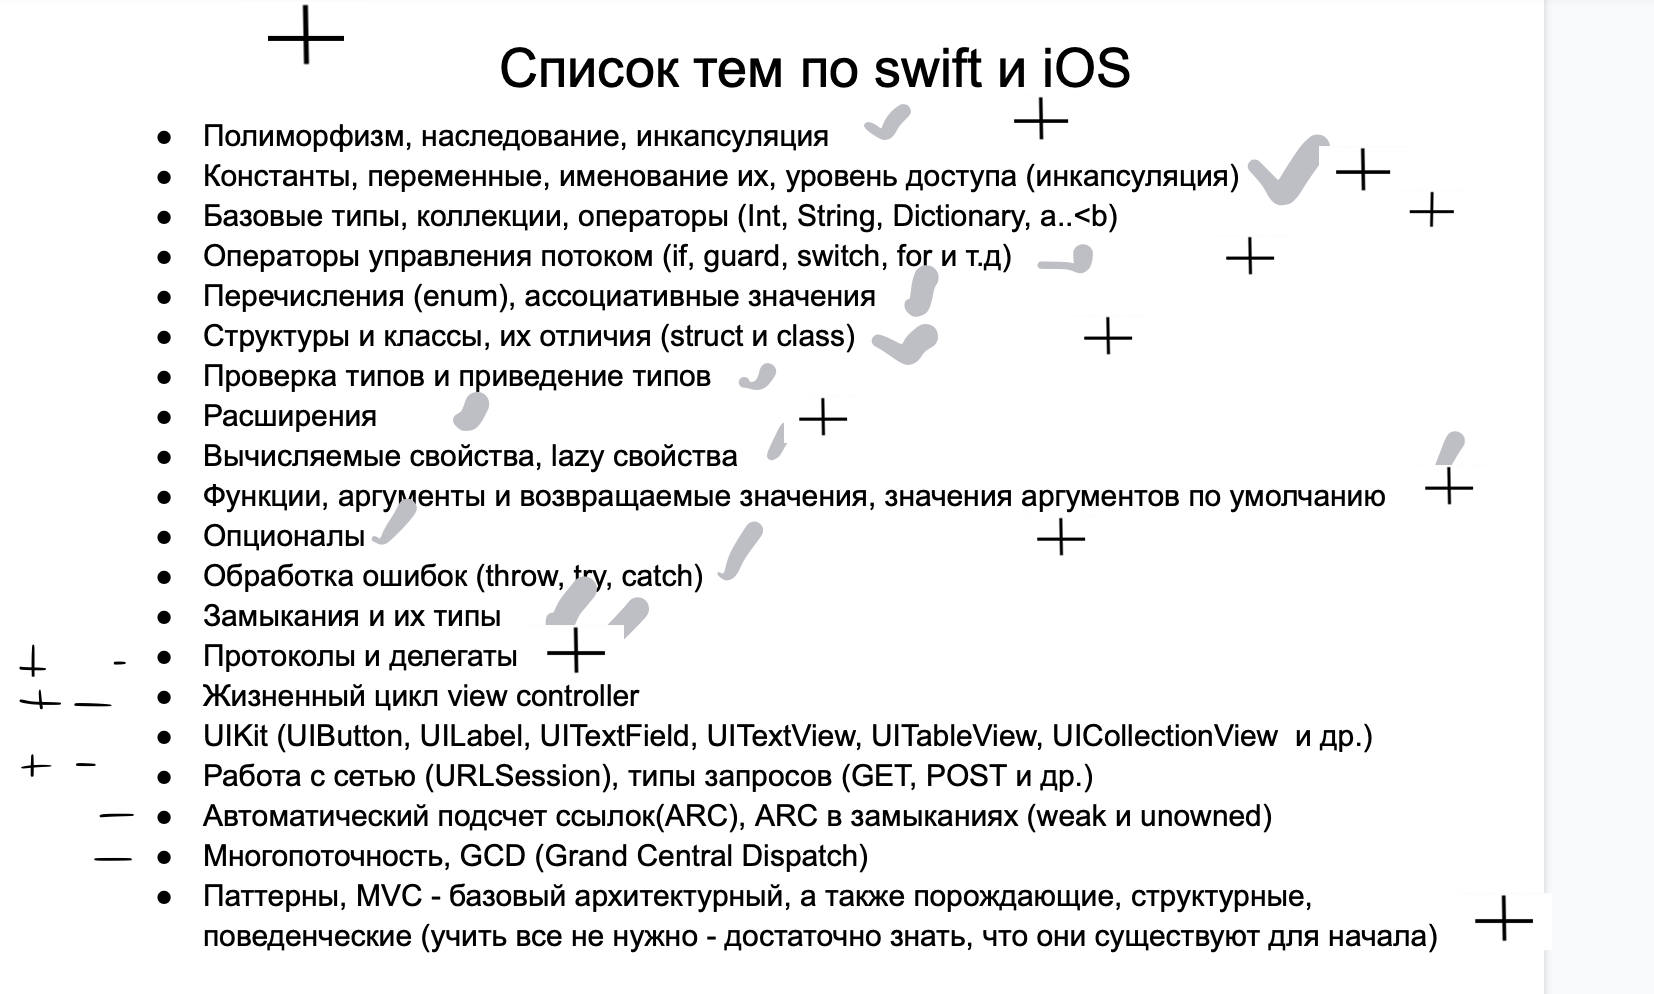 Список тем по swift и iOS
● Полиморфизм, наследование, инкапсуляция
● Константы, переменные, именование их, уровень доступа (инкапсуляция)
● Базовые типы, коллекции, операторы (Int, String, Dictionary, a..<b)
● Операторы управления потоком (if, guard, switch, for и т.д)
● Перечисления (enum), ассоциативные значения
● Структуры и классы, их отличия (struct и class)
● Проверка типов и приведение типов
● Расширения
● Вычисляемые свойства, lazy свойства
● Функции, аргументы и возвращаемые значения, значения аргументов по умолчанию
● Опционалы
● Обработка ошибок (throw, try, catch)
● Замыкания и их типы
+ - ● Протоколы и делегаты
+ — ● Жизненный цикл view controller
● UIKit (UIButton, UILabel, UITextField, UITextView, UITableView, UICollectionView и др.)
+ - ● Работа с сетью (URLSession), типы запросов (GET, POST и др.)
— ● Автоматический подсчет ссылок(ARC), ARC в замыканиях (weak и unowned)
— ● Многопоточность, GCD (Grand Central Dispatch)
● Паттерны, MVC - базовый архитектурный, а также порождающие, структурные,
поведенческие (учить все не нужно - достаточно знать, что они существуют для начала)